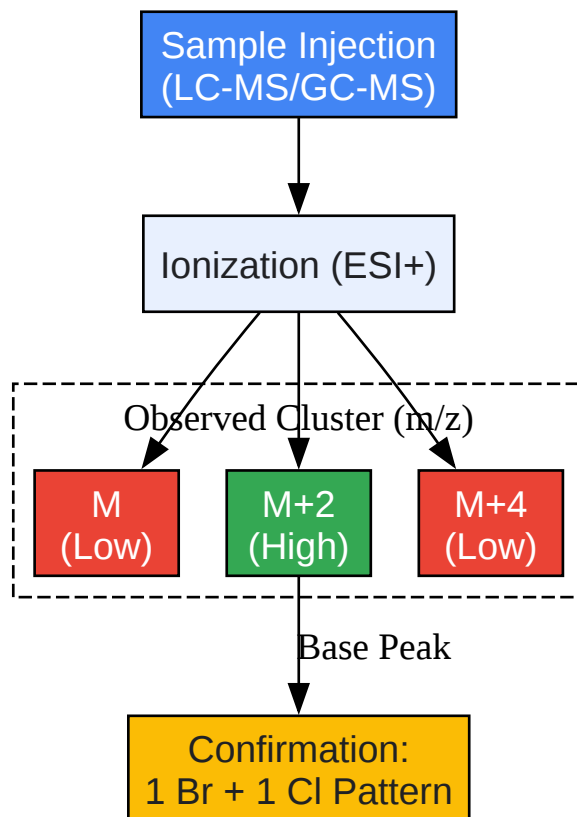 Sample Injection
(LC-MS/GC-MS)
Ionization (ESI+)
Observed Cluster (m/z)
M
(Low)
M+2
(High)
M+4
(Low)
Base Peak
Confirmation:
1 Br + 1 Cl Pattern